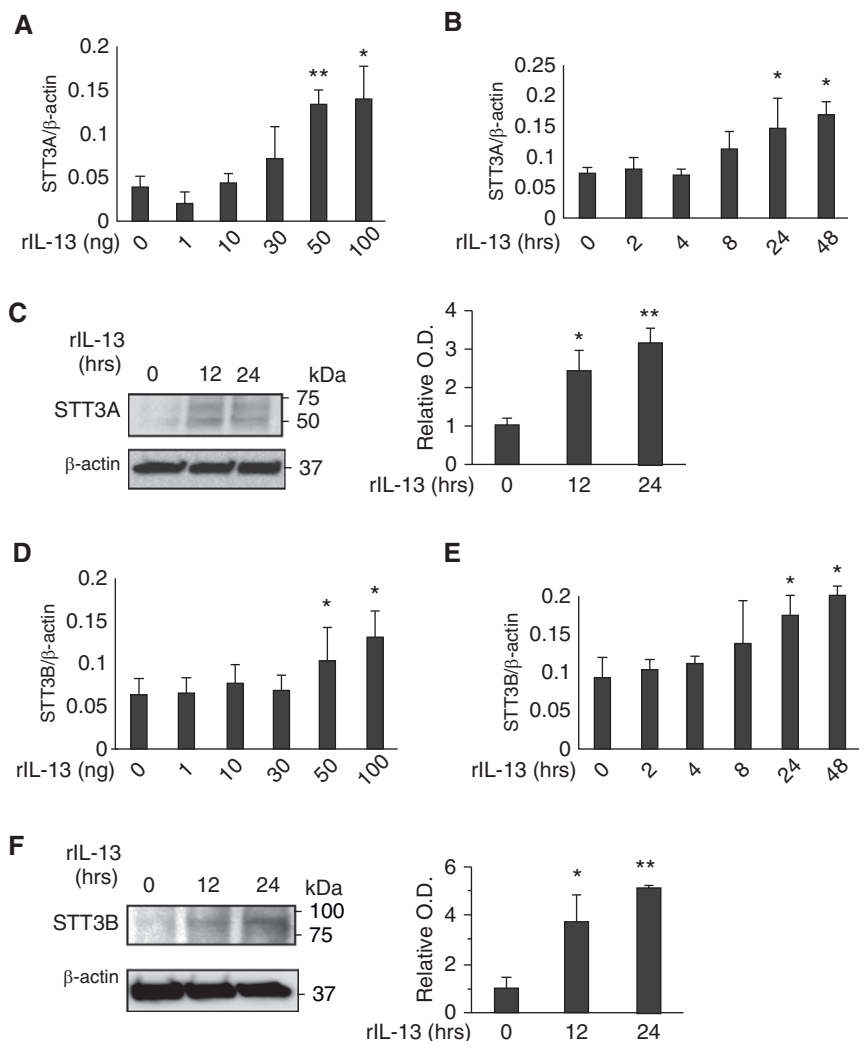 A
STT3A/β-actin
0.2
0.15
0.1
0.05
0
** *
rIL-13 (ng) 0 1 10 30 50 100
B
STT3A/β-actin
0.25
0.2
0.15
0.1
0.05
0
* *
rIL-13 (hrs) 0 2 4 8 24 48
C
rIL-13
(hrs)
0 12 24 kDa
STT3A
75
50
β-actin
37
Relative O.D.
4
3
2
1
0
* **
rIL-13 (hrs) 0 12 24
D
STT3B/β-actin
0.2
0.15
0.1
0.05
0
* *
rIL-13 (ng) 0 1 10 30 50 100
E
STT3B/β-actin
0.2
0.15
0.1
0.05
0
* *
rIL-13 (hrs) 0 2 4 8 24 48
F
rIL-13
(hrs)
0 12 24 kDa
STT3B
100
75
β-actin
37
Relative O.D.
6
4
2
0
* **
rIL-13 (hrs) 0 12 24